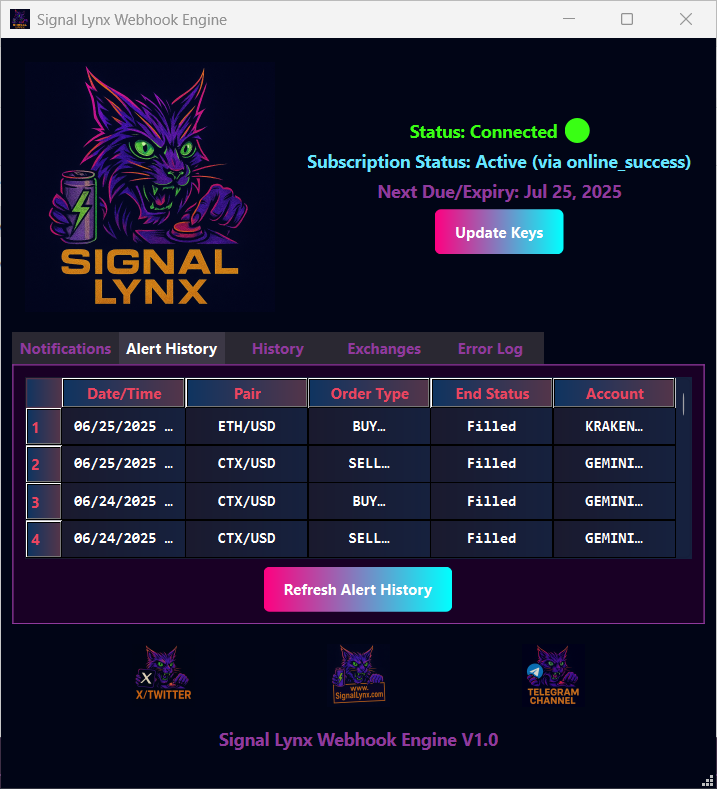 Signal Lynx Webhook Engine
SIGNAL
LYNX
Status: Connected
Subscription Status: Active (via online_success)
Next Due/Expiry: Jul 25, 2025
Update Keys
Notifications Alert History History Exchanges Error Log
Date/Time Pair Order Type End Status Account
1 06/25/2025 … ETH/USD BUY… Filled KRAKEN…
2 06/25/2025 … CTX/USD SELL… Filled GEMINI…
3 06/24/2025 … CTX/USD BUY… Filled GEMINI…
4 06/24/2025 … CTX/USD SELL… Filled GEMINI…
Refresh Alert History
X
X/TWITTER
www.
SignalLynx.com
TELEGRAM
CHANNEL
Signal Lynx Webhook Engine V1.0